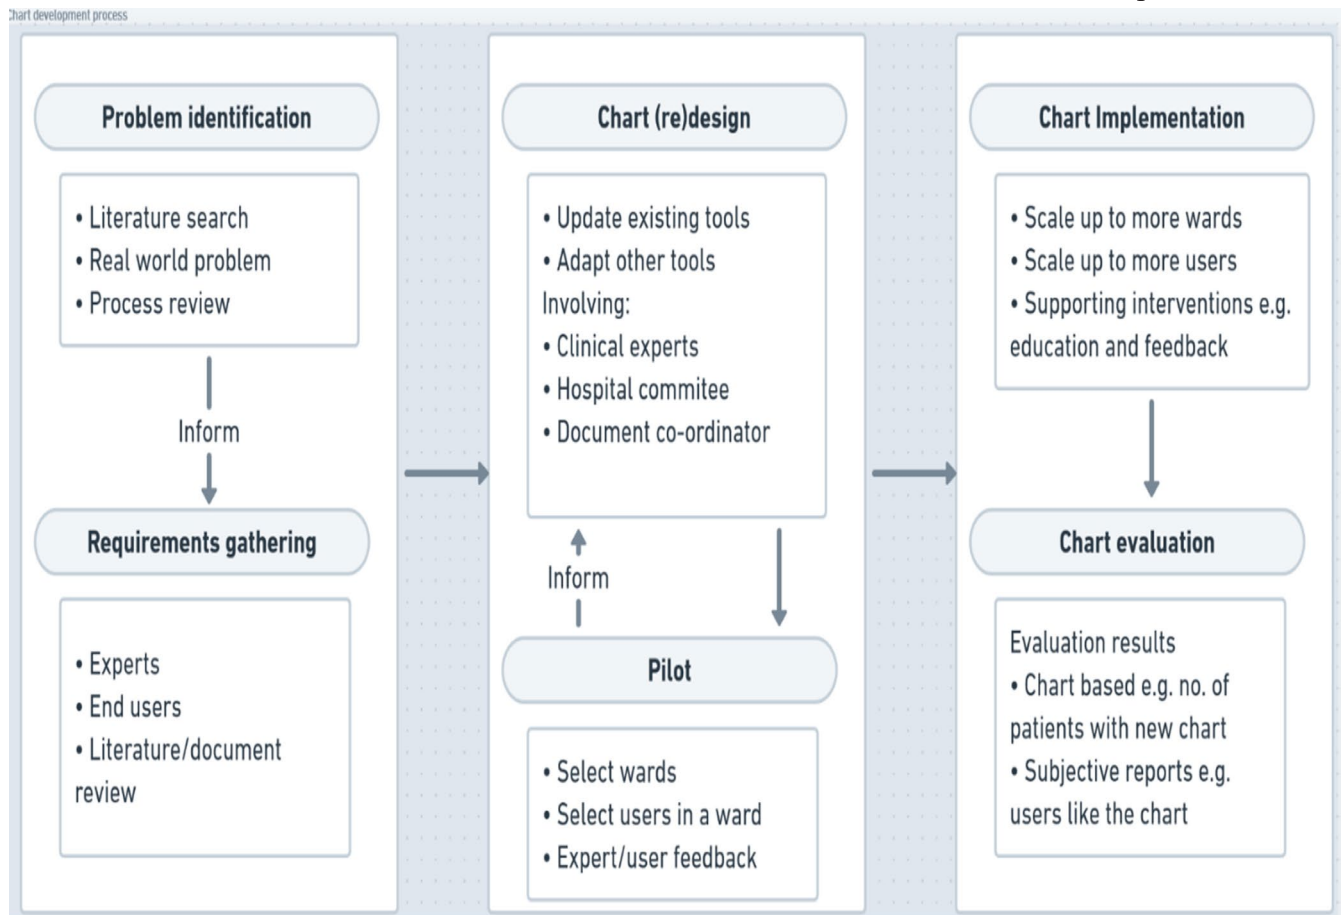 Chart development process
Problem identification
• Literature search
• Real world problem
• Process review
Inform
Requirements gathering
• Experts
• End users
• Literature/document
review
Chart (re)design
• Update existing tools
• Adapt other tools
Involving:
• Clinical experts
• Hospital commitee
• Document co-ordinator
Inform
Pilot
• Select wards
• Select users in a ward
• Expert/user feedback
Chart Implementation
• Scale up to more wards
• Scale up to more users
• Supporting interventions e.g.
education and feedback
Chart evaluation
Evaluation results
• Chart based e.g. no. of
patients with new chart
• Subjective reports e.g.
users like the chart